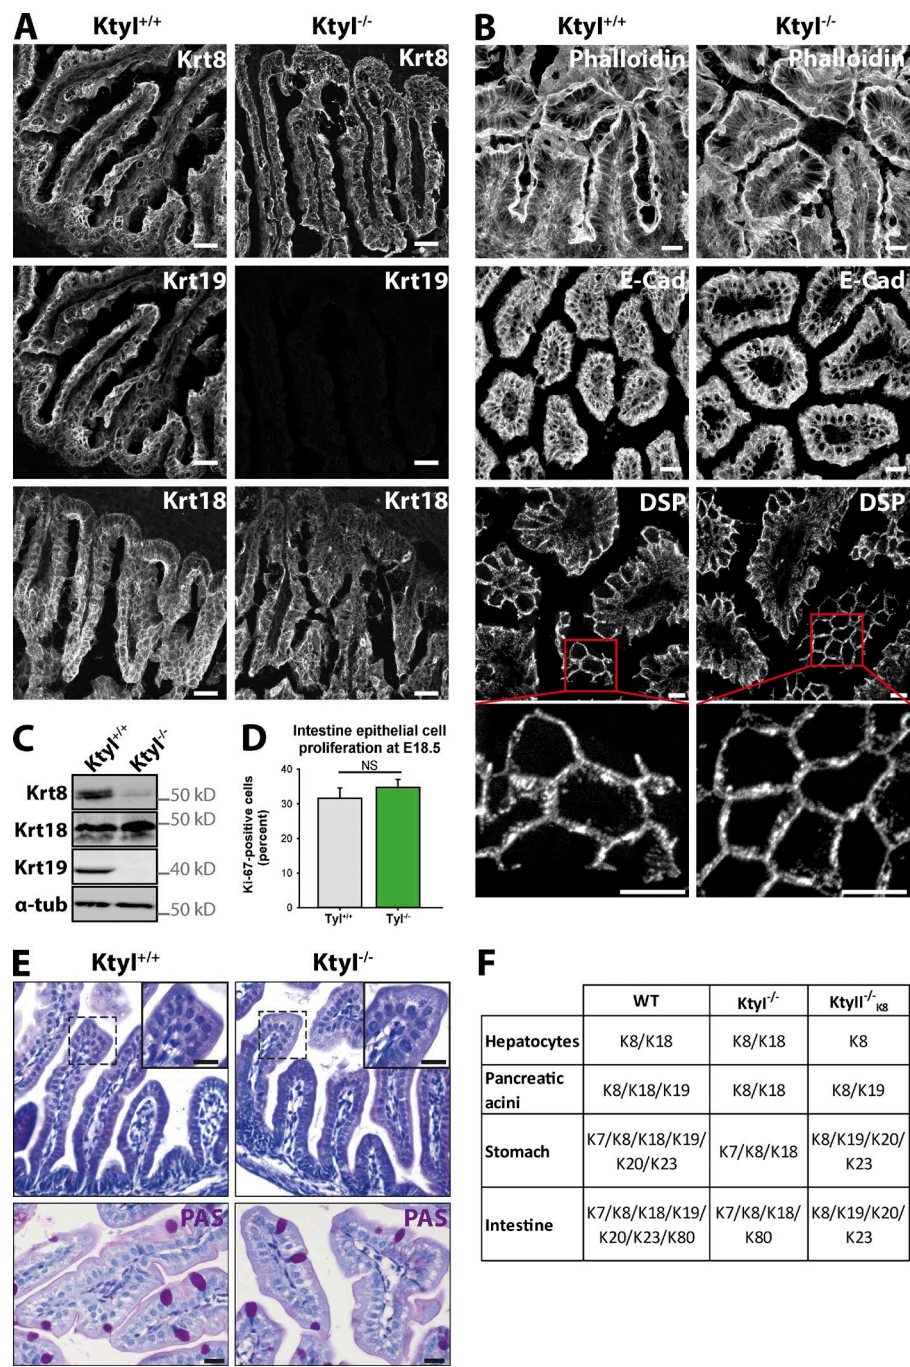 A
KtyI+/+
KtyI-/-
Krt8
Krt8
Krt19
Krt19
Krt18
Krt18
B
KtyI+/+
KtyI-/-
Phalloidin
Phalloidin
E-Cad
E-Cad
DSP
DSP
C
KtyI+/+
KtyI-/-
Krt8
50 kD
Krt18
50 kD
Krt19
40 kD
α-tub
50 kD
D
Intestine epithelial cell
proliferation at E18.5
Ki-67-positive cells
(percent)
40
30
20
10
0
NS
TyI+/+
TyI-/-
E
KtyI+/+
KtyI-/-
PAS
PAS
F
WT KtyI-/- KtyII-/-K8
Hepatocytes K8/K18 K8/K18 K8
Pancreatic
acini K8/K18/K19 K8/K18 K8/K19
Stomach K7/K8/K18/K19/
K20/K23 K7/K8/K18 K8/K19/K20/
K23
Intestine K7/K8/K18/K19/
K20/K23/K80 K7/K8/K18/
K80 K8/K19/K20/
K23